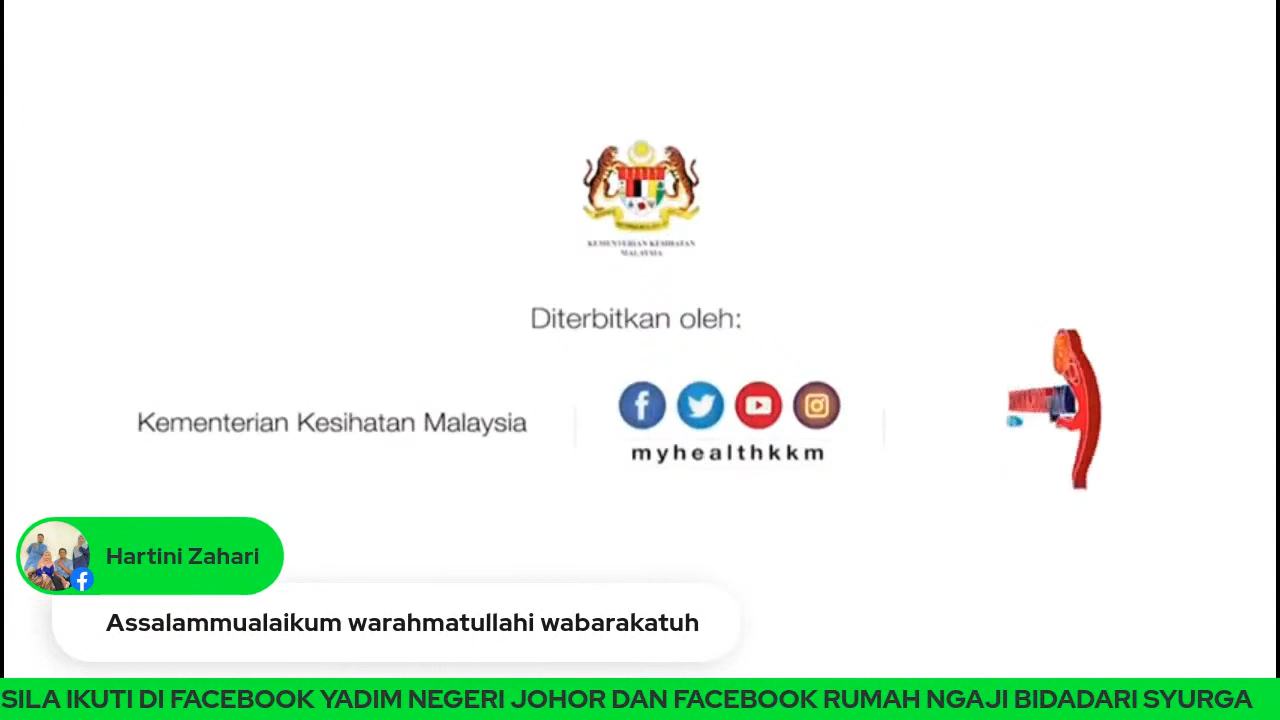 KEMENTERIAN KESIHATAN
MALAYSIA
Diterbitkan oleh:
Kementerian Kesihatan Malaysia
myhealthkkm
Hartini Zahari
Assalammualaikum warahmatullahi wabarakatuh
SILA IKUTI DI FACEBOOK YADIM NEGERI JOHOR DAN FACEBOOK RUMAH NGAJI BIDADARI SYURGA